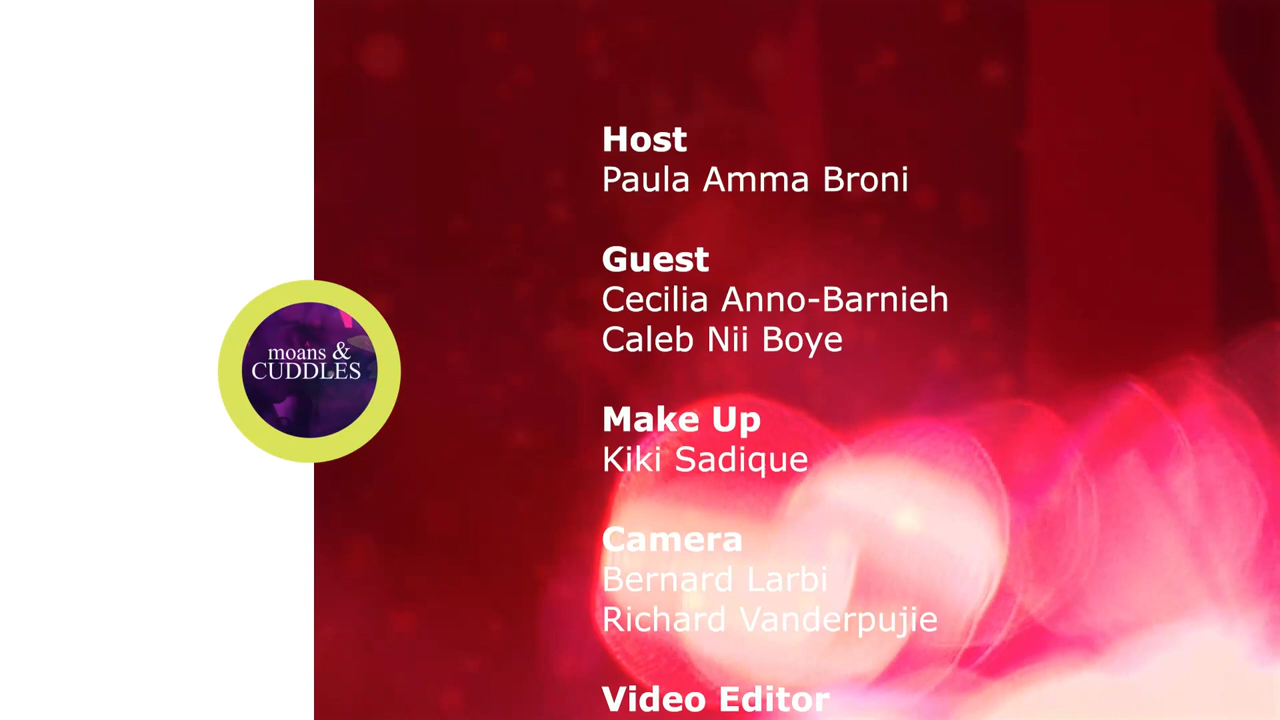 Host
Paula Amma Broni
Guest
Cecilia Anno-Barnieh
Caleb Nii Boye
moans &
CUDDLES
Make Up
Kiki Sadique
Camera
Bernard Larbi
Richard Vanderpujie
Video Editor